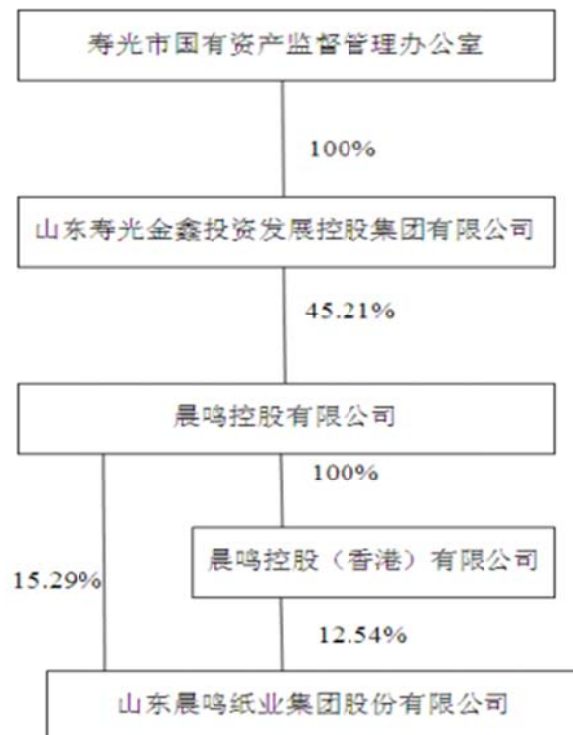 寿光市国有资产监督管理办公室
100%
山东寿光金鑫投资发展控股集团有限公司
45.21%
晨鸣控股有限公司
100%
晨鸣控股（香港）有限公司
15.29%
12.54%
山东晨鸣纸业集团股份有限公司